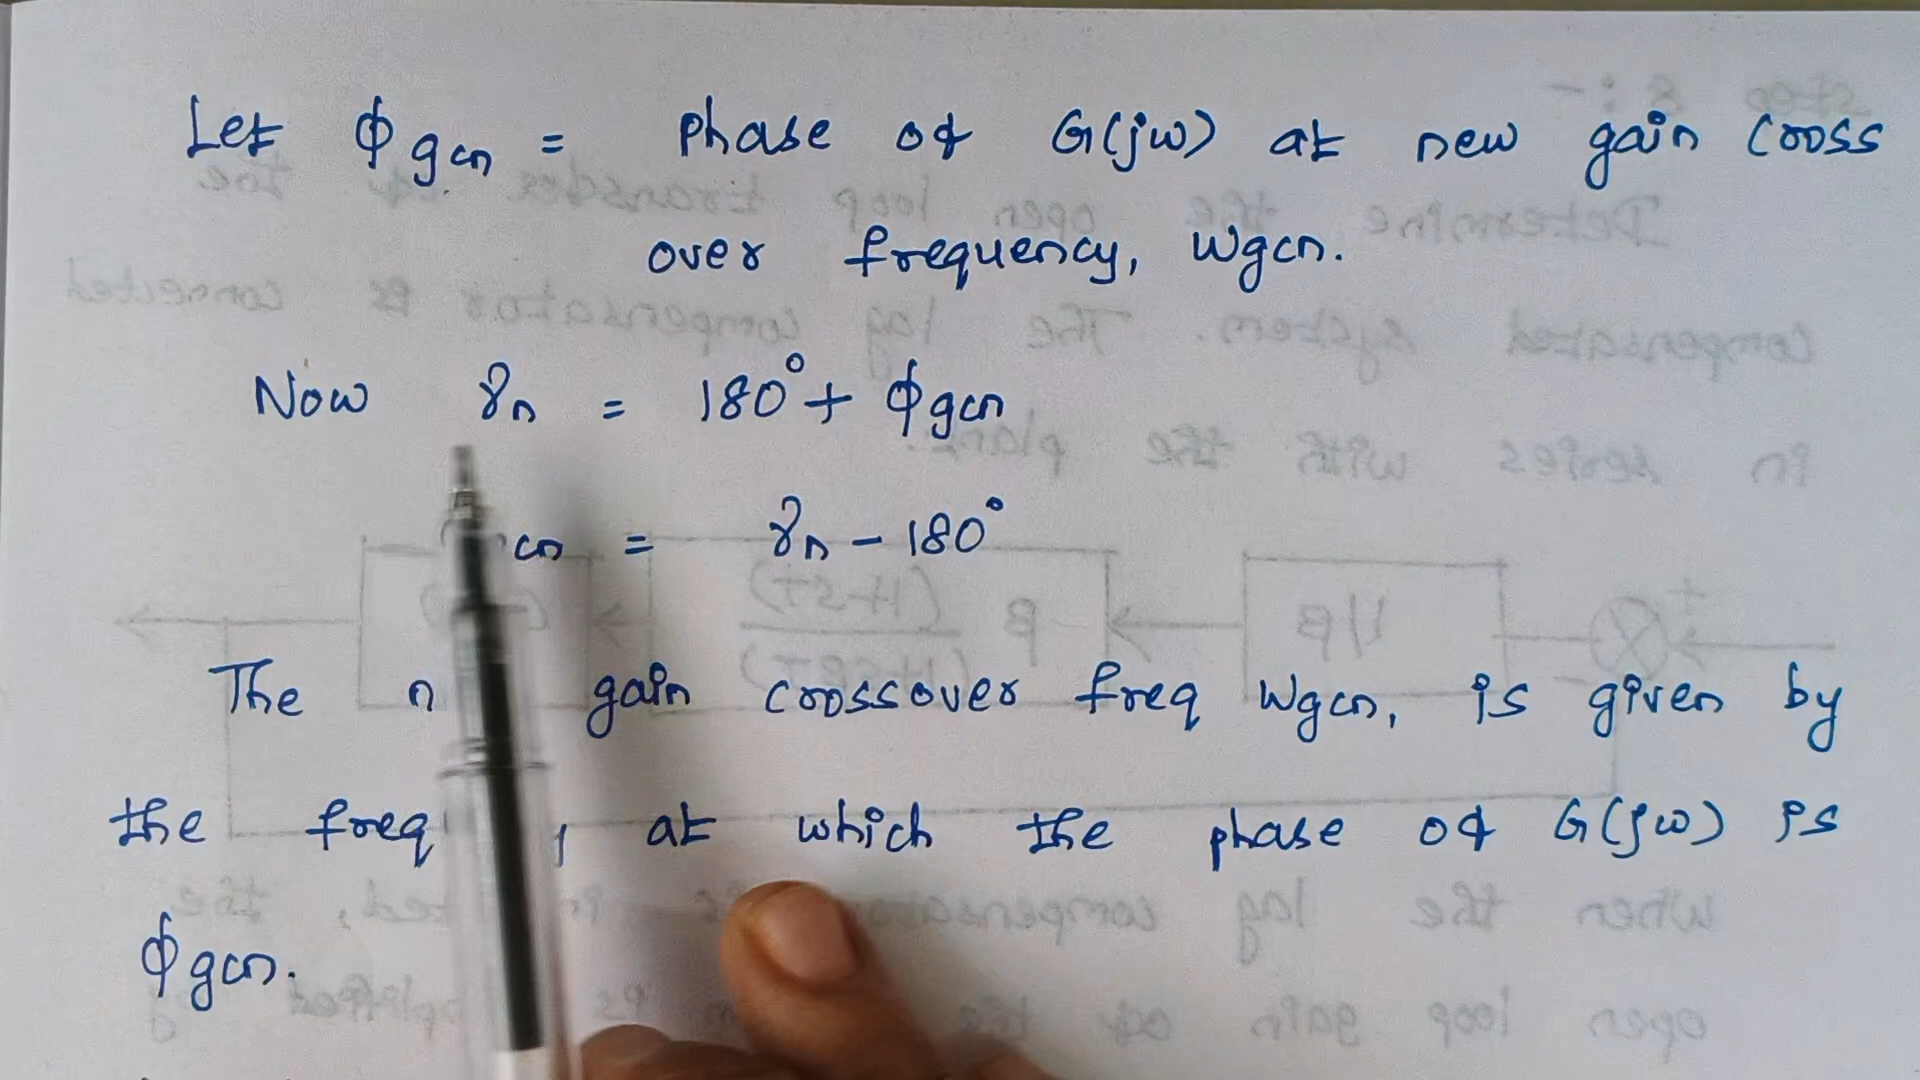 Let ϕgcn = phase of G(jω) at new gain cross
over frequency, ωgcn.
Now γn = 180° + ϕgcn
cn = γn - 180°
The n gain crossover freq ωgcn, is given by
the freq , at which the phase of G(jω) is
ϕgcn.